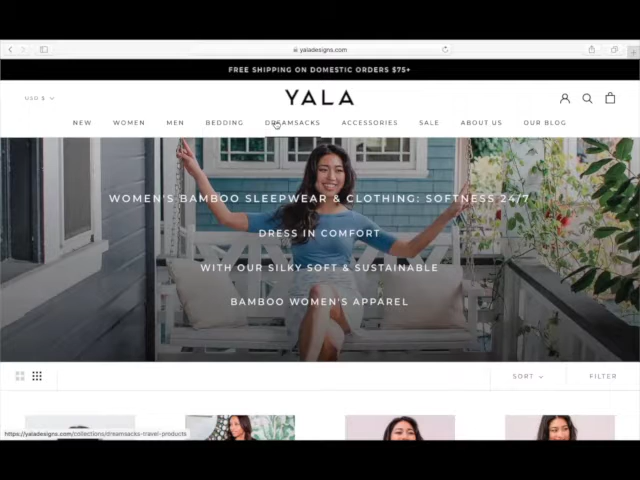 yaladesigns.com
FREE SHIPPING ON DOMESTIC ORDERS $75+
USD $
YALA
NEW WOMEN MEN BEDDING DREAMSACKS ACCESSORIES SALE ABOUT US OUR BLOG
WOMEN'S BAMBOO SLEEPWEAR & CLOTHING: SOFTNESS 24/7
DRESS IN COMFORT
WITH OUR SILKY SOFT & SUSTAINABLE
BAMBOO WOMEN'S APPAREL
SORT FILTER
https://yaladesigns.com/collections/dreamsacks-travel-products